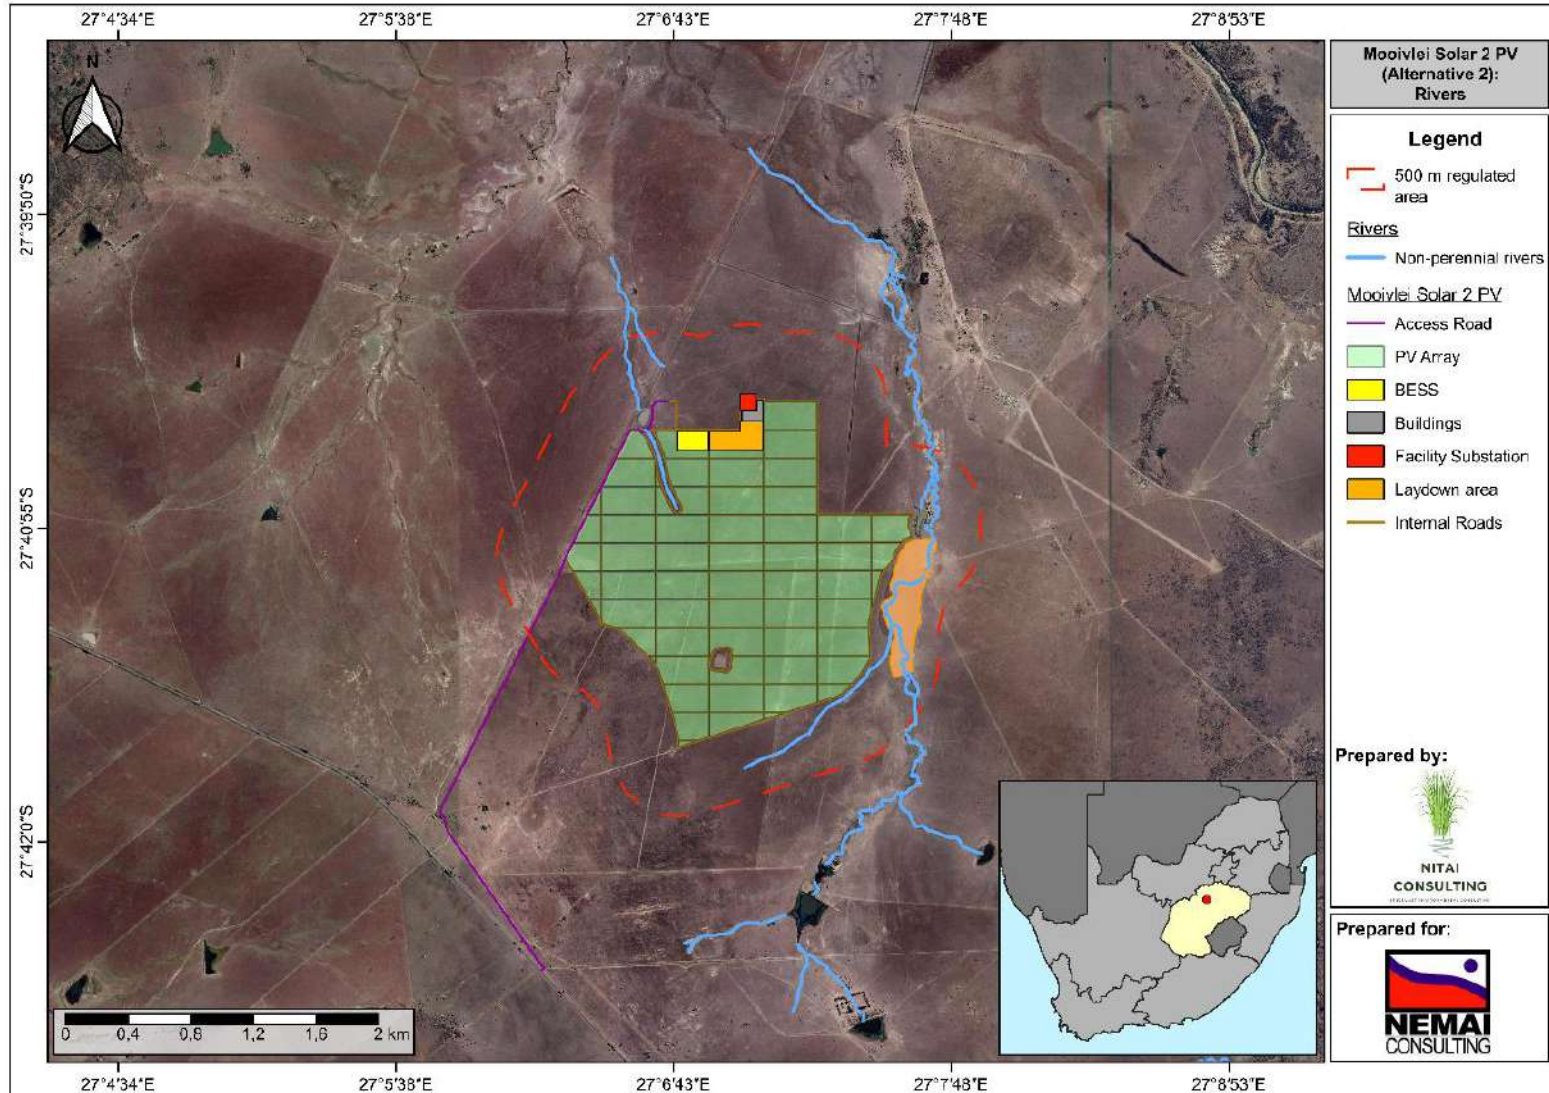 27°4'34"E 27°5'38"E 27°6'43"E 27°7'48"E 27°8'53"E
Mooivlei Solar 2 PV
(Alternative 2):
Rivers
N
27°39'50"S
27°40'55"S
27°42'0"S
Legend
500 m regulated
area
Rivers
Non-perennial rivers
Mooivlei Solar 2 PV
Access Road
PV Array
BESS
Buildings
Facility Substation
Laydown area
Internal Roads
Prepared by:
NITAI
CONSULTING
Prepared for:
NEMAI
CONSULTING
0 0,4 0,8 1,2 1,6 2 km
27°4'34"E 27°5'38"E 27°6'43"E 27°7'48"E 27°8'53"E